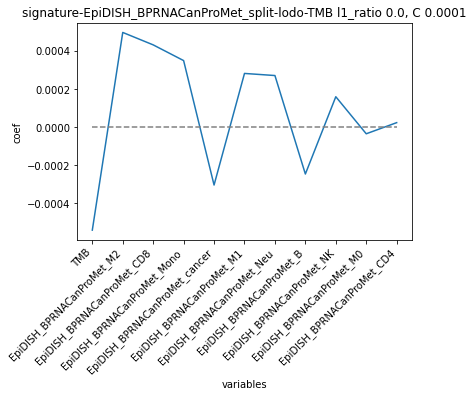 signature-EpiDISH_BPRNACanProMet_split-lodo-TMB l1_ratio 0.0, C 0.0001
0.0004
0.0002
0.0000
−0.0002
−0.0004
coef
TMB
EpiDISH_BPRNACanProMet_M2
EpiDISH_BPRNACanProMet_CD8
EpiDISH_BPRNACanProMet_Mono
EpiDISH_BPRNACanProMet_cancer
EpiDISH_BPRNACanProMet_M1
EpiDISH_BPRNACanProMet_Neu
EpiDISH_BPRNACanProMet_B
EpiDISH_BPRNACanProMet_NK
EpiDISH_BPRNACanProMet_M0
EpiDISH_BPRNACanProMet_CD4
variables